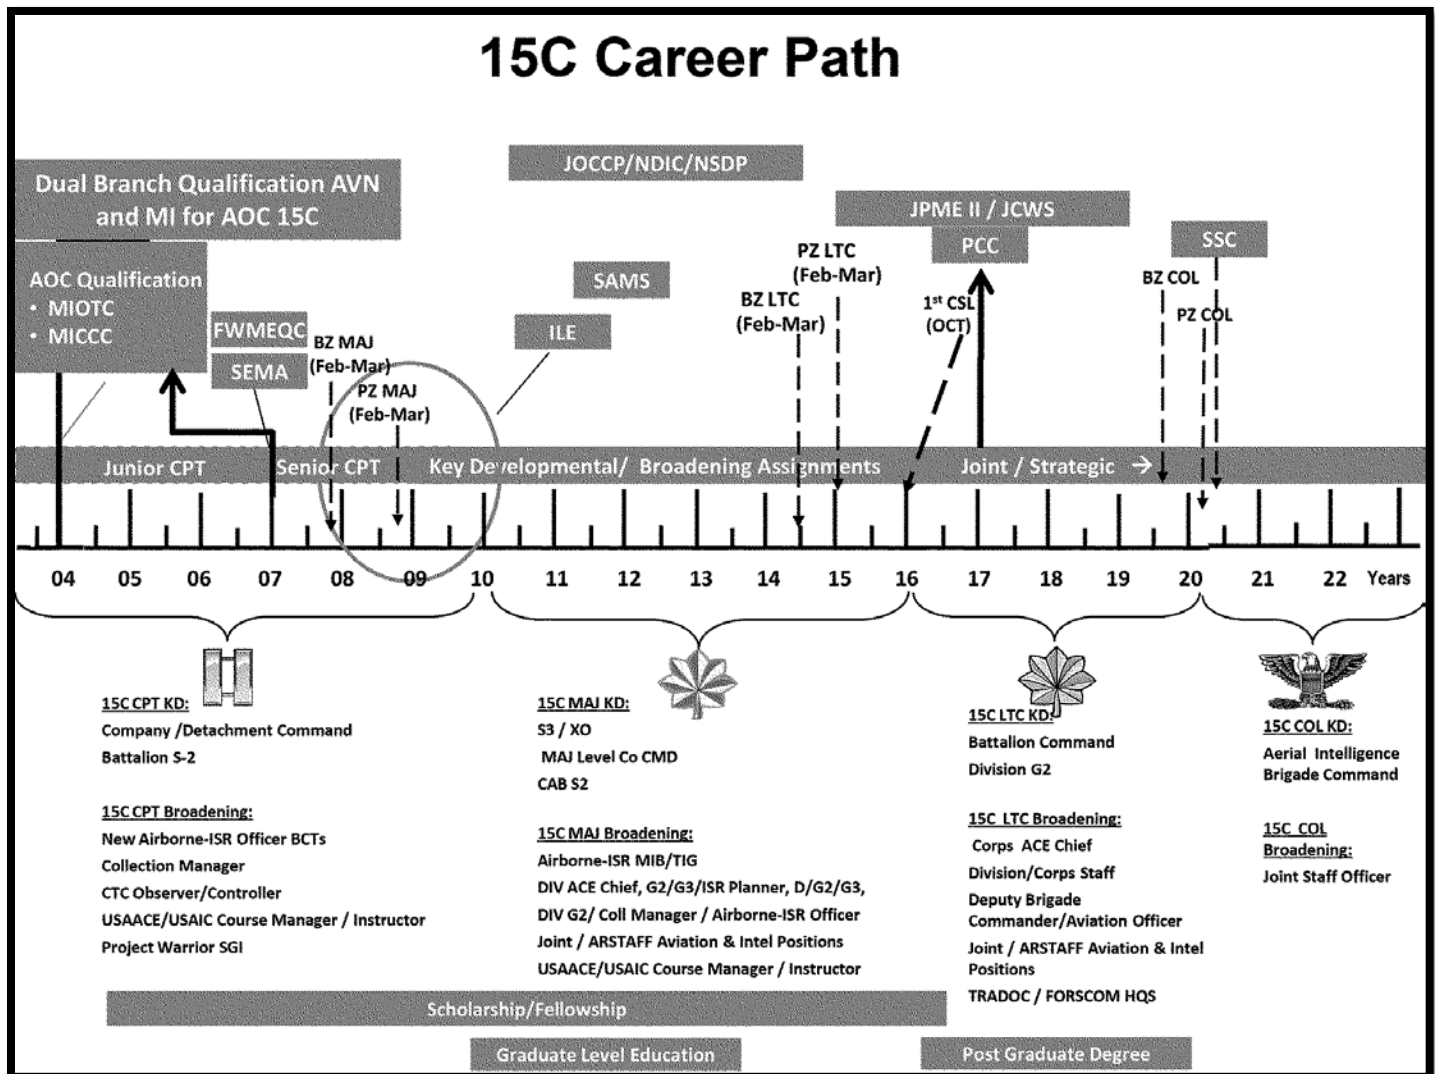 15C Career Path
JOCCP/NDIC/NSDP
Dual Branch Qualification AVN
and MI for AOC 15C
JPME II / JCWS
PCC
SSC
AOC Qualification
• MIOTC
• MICCC
FWMEQC
SEMA
SAMS
ILE
BZ MAJ
(Feb-Mar)
PZ MAJ
(Feb-Mar)
PZ LTC
(Feb-Mar)
BZ LTC
(Feb-Mar)
1st CSL
(OCT)
BZ COL
PZ COL
Junior CPT
Senior CPT
Key Developmental/ Broadening Assignments
Joint / Strategic →
04 05 06 07 08 09 10 11 12 13 14 15 16 17 18 19 20 21 22 Years
15C CPT KD:
Company /Detachment Command
Battalion S-2
15C CPT Broadening:
New Airborne-ISR Officer BCTs
Collection Manager
CTC Observer/Controller
USAACE/USAIC Course Manager / Instructor
Project Warrior SGI
15C MAJ KD:
S3 / XO
MAJ Level Co CMD
CAB S2
15C MAJ Broadening:
Airborne-ISR MIB/TIG
DIV ACE Chief, G2/G3/ISR Planner, D/G2/G3,
DIV G2/ Coll Manager / Airborne-ISR Officer
Joint / ARSTAFF Aviation & Intel Positions
USAACE/USAIC Course Manager / Instructor
15C LTC KD:
Battalion Command
Division G2
15C LTC Broadening:
Corps ACE Chief
Division/Corps Staff
Deputy Brigade
Commander/Aviation Officer
Joint / ARSTAFF Aviation & Intel
Positions
TRADOC / FORSCOM HQS
15C COL KD:
Aerial Intelligence
Brigade Command
15C COL
Broadening:
Joint Staff Officer
Scholarship/Fellowship
Graduate Level Education
Post Graduate Degree